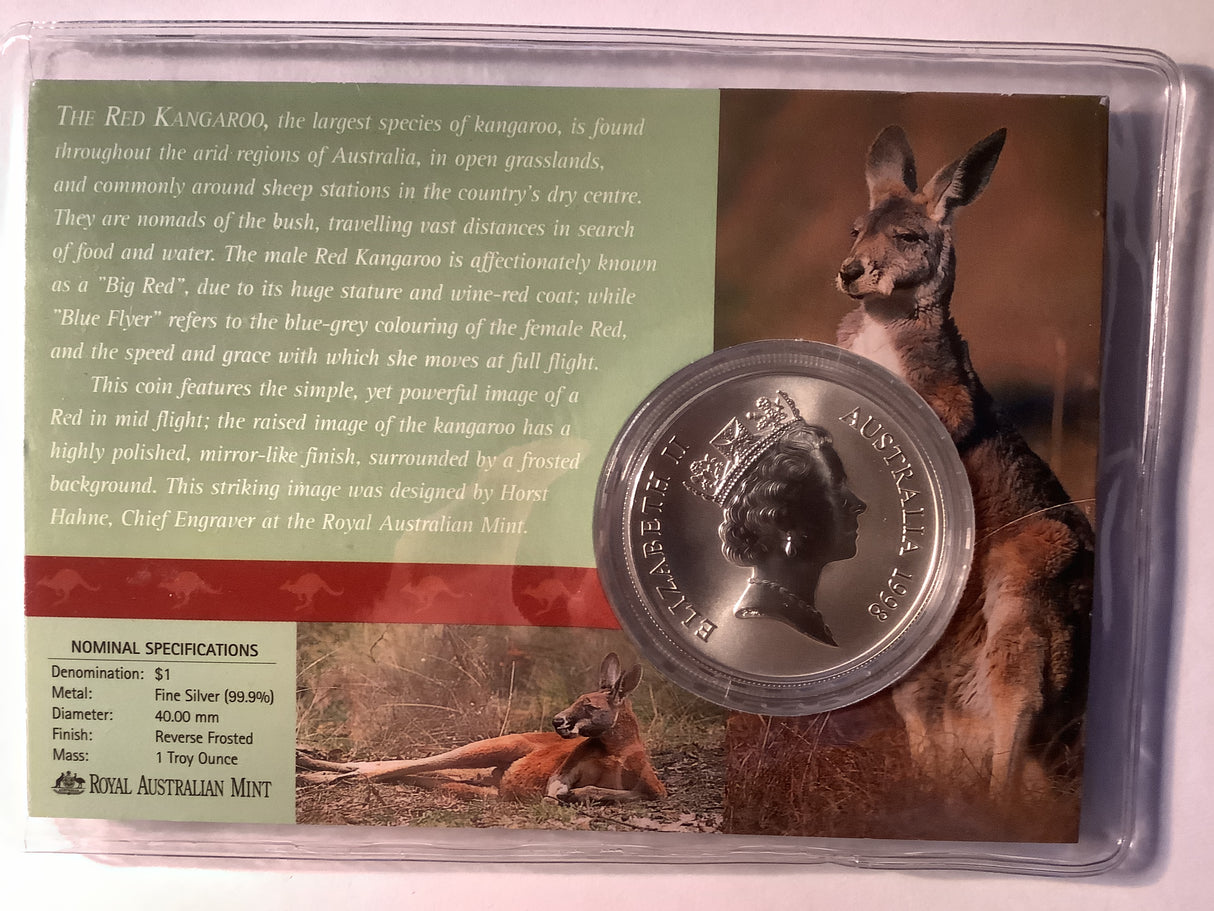 THE RED KANGAROO, the largest species of kangaroo, is found
throughout the arid regions of Australia, in open grasslands,
and commonly around sheep stations in the country's dry centre.
They are nomads of the bush, travelling vast distances in search
of food and water. The male Red Kangaroo is affectionately known
as a "Big Red", due to its huge stature and wine-red coat; while
"Blue Flyer" refers to the blue-grey colouring of the female Red,
and the speed and grace with which she moves at full flight.
This coin features the simple, yet powerful image of a
Red in mid flight; the raised image of the kangaroo has a
highly polished, mirror-like finish, surrounded by a frosted
background. This striking image was designed by Horst
Hahne, Chief Engraver at the Royal Australian Mint.
ELIZABETH II AUSTRALIA 1998
NOMINAL SPECIFICATIONS
Denomination: $1
Metal: Fine Silver (99.9%)
Diameter: 40.00 mm
Finish: Reverse Frosted
Mass: 1 Troy Ounce
ROYAL AUSTRALIAN MINT